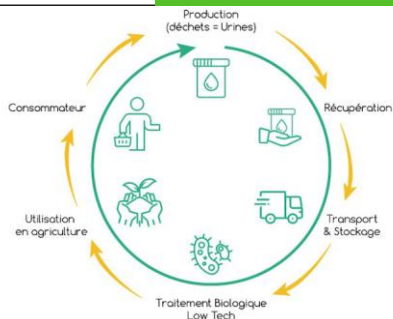 Production
(déchets = Urines)
Récupération
Transport
& Stockage
Traitement Biologique
Low Tech
Utilisation
en agriculture
Consommateur